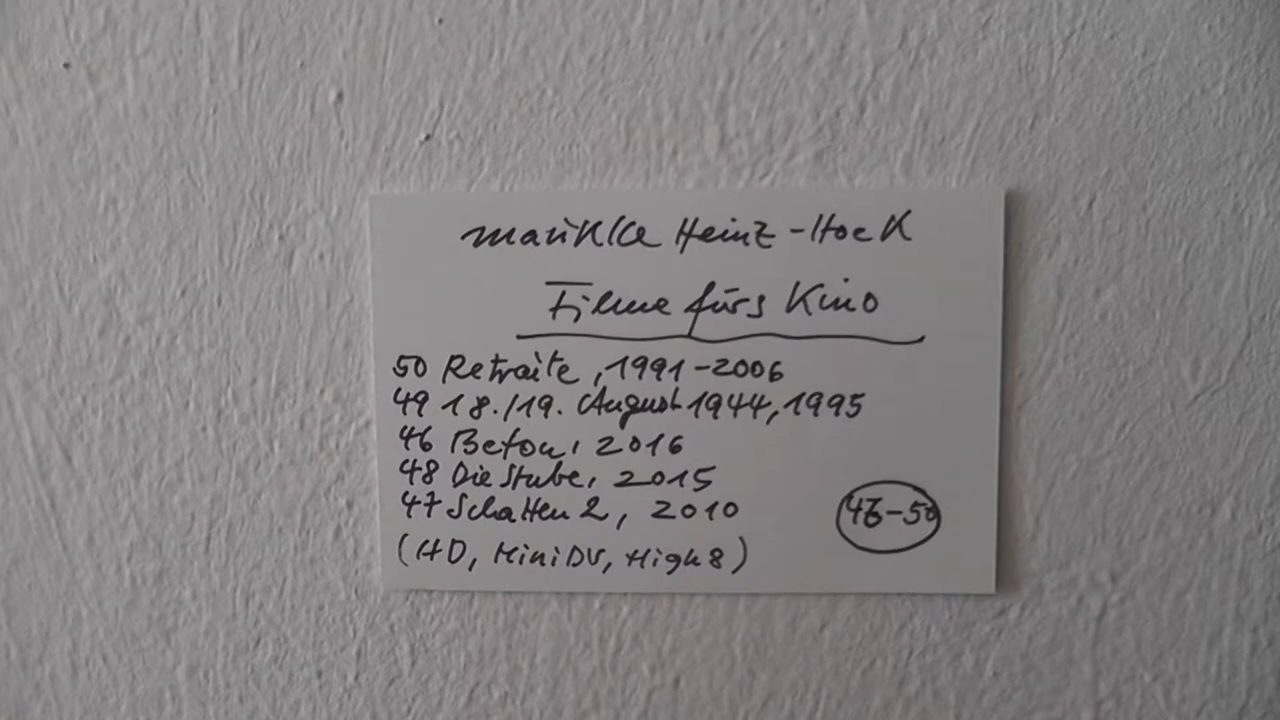 Marikke Heinz-Hoek
Filme fürs Kino
50 Retraite, 1991-2006
49 18./19. August 1944, 1995
46 Beton, 2016
48 Die Stube, 2015
47 Schatten 2, 2010
46-50
(HD, MiniDV, High8)